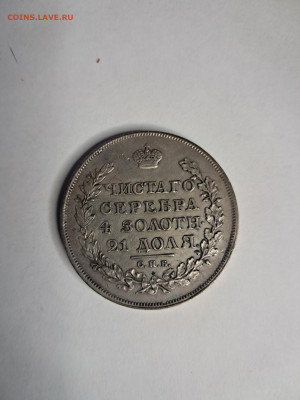 COINS.LAVE.RU
ЧИСТАГО
СЕРЕБРА
4 ЗОЛОТН.
21 ДОЛЯ.
С.П.Б.